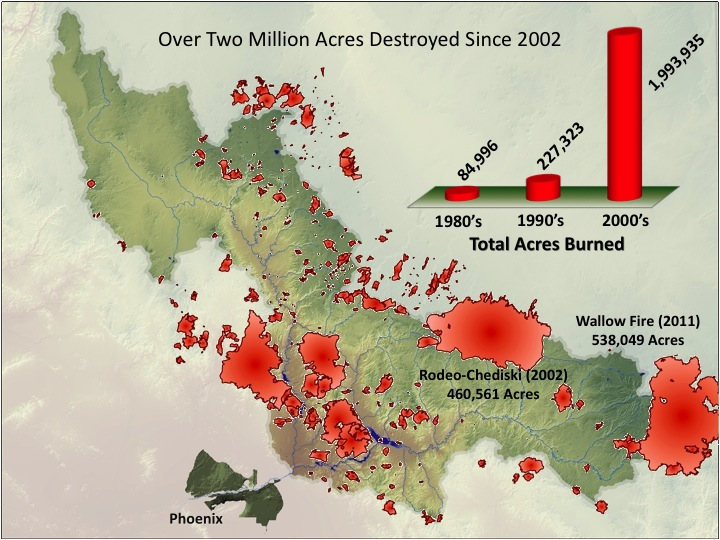 Over Two Million Acres Destroyed Since 2002
84,996
227,323
1,993,935
1980's
1990's
2000's
Total Acres Burned
Wallow Fire (2011)
538,049 Acres
Rodeo-Chediski (2002)
460,561 Acres
Phoenix